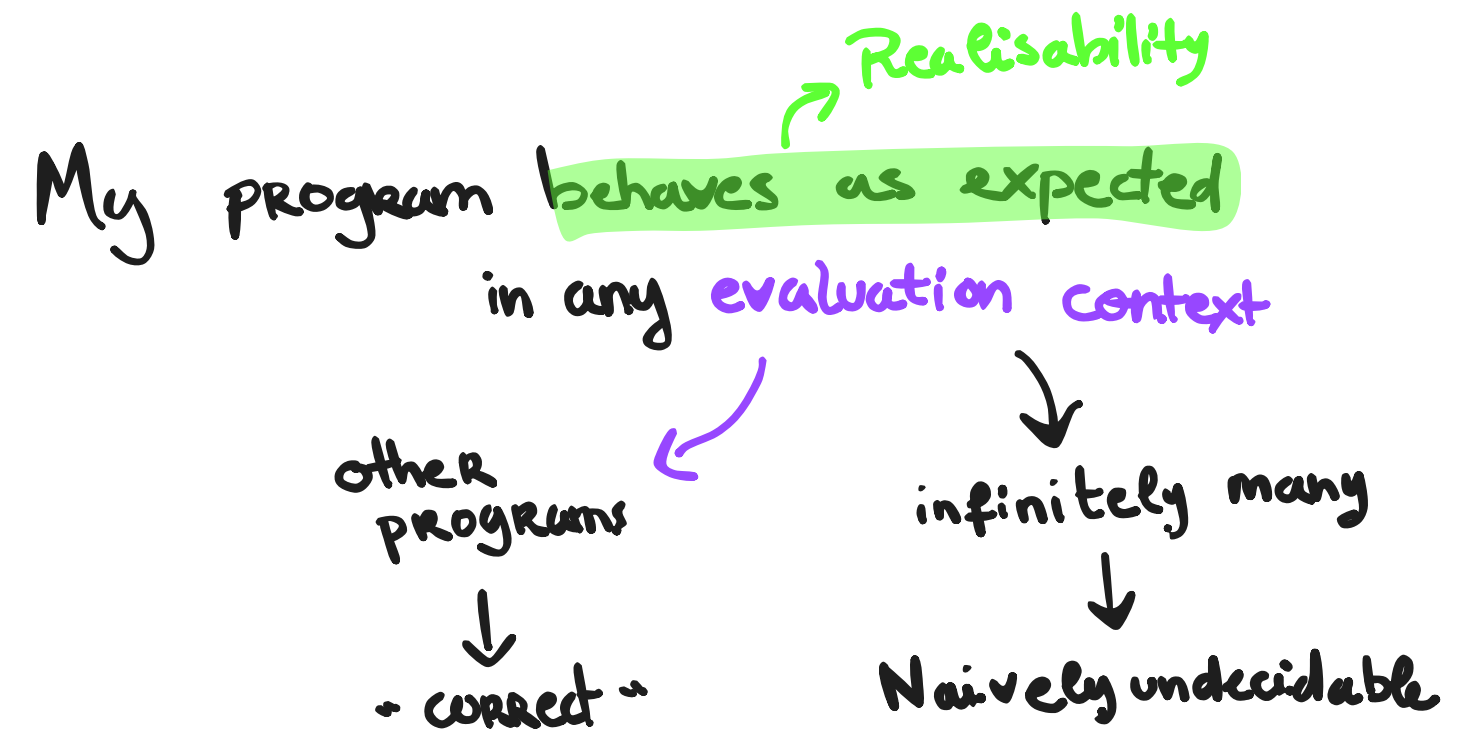 Realisability
My program behaves as expected
in any evaluation context
other
programs
infinitely many
~ correct ~
Naively undecidable